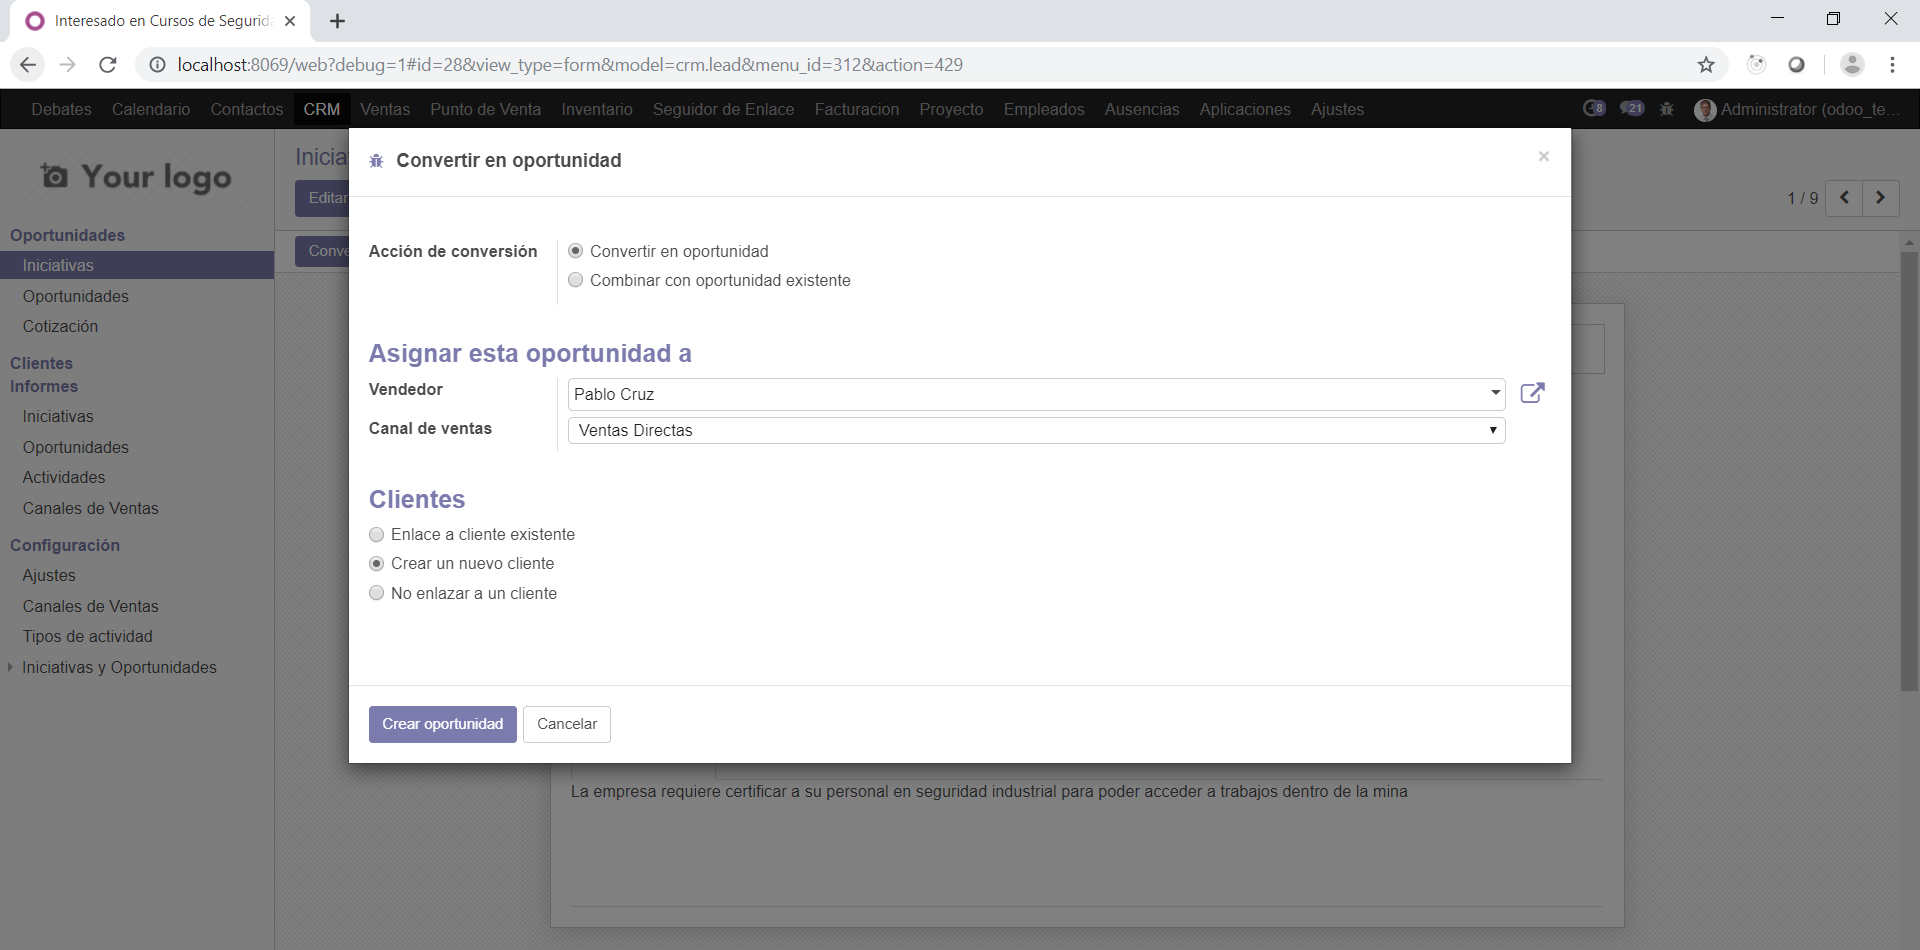 Interesado en Cursos de Segurid
localhost:8069/web?debug=1#id=28&view_type=form&model=crm.lead&menu_id=312&action=429
Debates Calendario Contactos CRM Ventas Punto de Venta Inventario Seguidor de Enlace Facturacion Proyecto Empleados Ausencias Aplicaciones Ajustes 8 21 Administrator (odoo_te...
Your logo
Inicia
Editar
1 / 9
Conve
Oportunidades
Iniciativas
Oportunidades
Cotización
Clientes
Informes
Iniciativas
Oportunidades
Actividades
Canales de Ventas
Configuración
Ajustes
Canales de Ventas
Tipos de actividad
Iniciativas y Oportunidades
Convertir en oportunidad
×
Acción de conversión
Convertir en oportunidad
Combinar con oportunidad existente
Asignar esta oportunidad a
Vendedor Pablo Cruz
Canal de ventas Ventas Directas
Clientes
Enlace a cliente existente
Crear un nuevo cliente
No enlazar a un cliente
Crear oportunidad Cancelar
La empresa requiere certificar a su personal en seguridad industrial para poder acceder a trabajos dentro de la mina